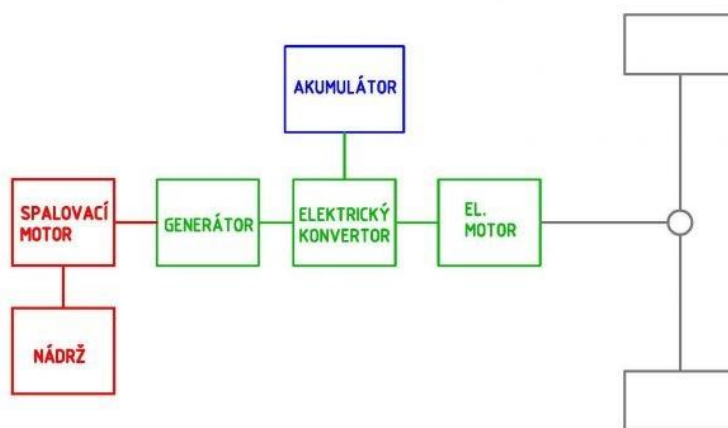 AKUMULÁTOR
SPALOVACÍ
MOTOR
GENERÁTOR
ELEKTRICKÝ
KONVERTOR
EL.
MOTOR
NÁDRŽ